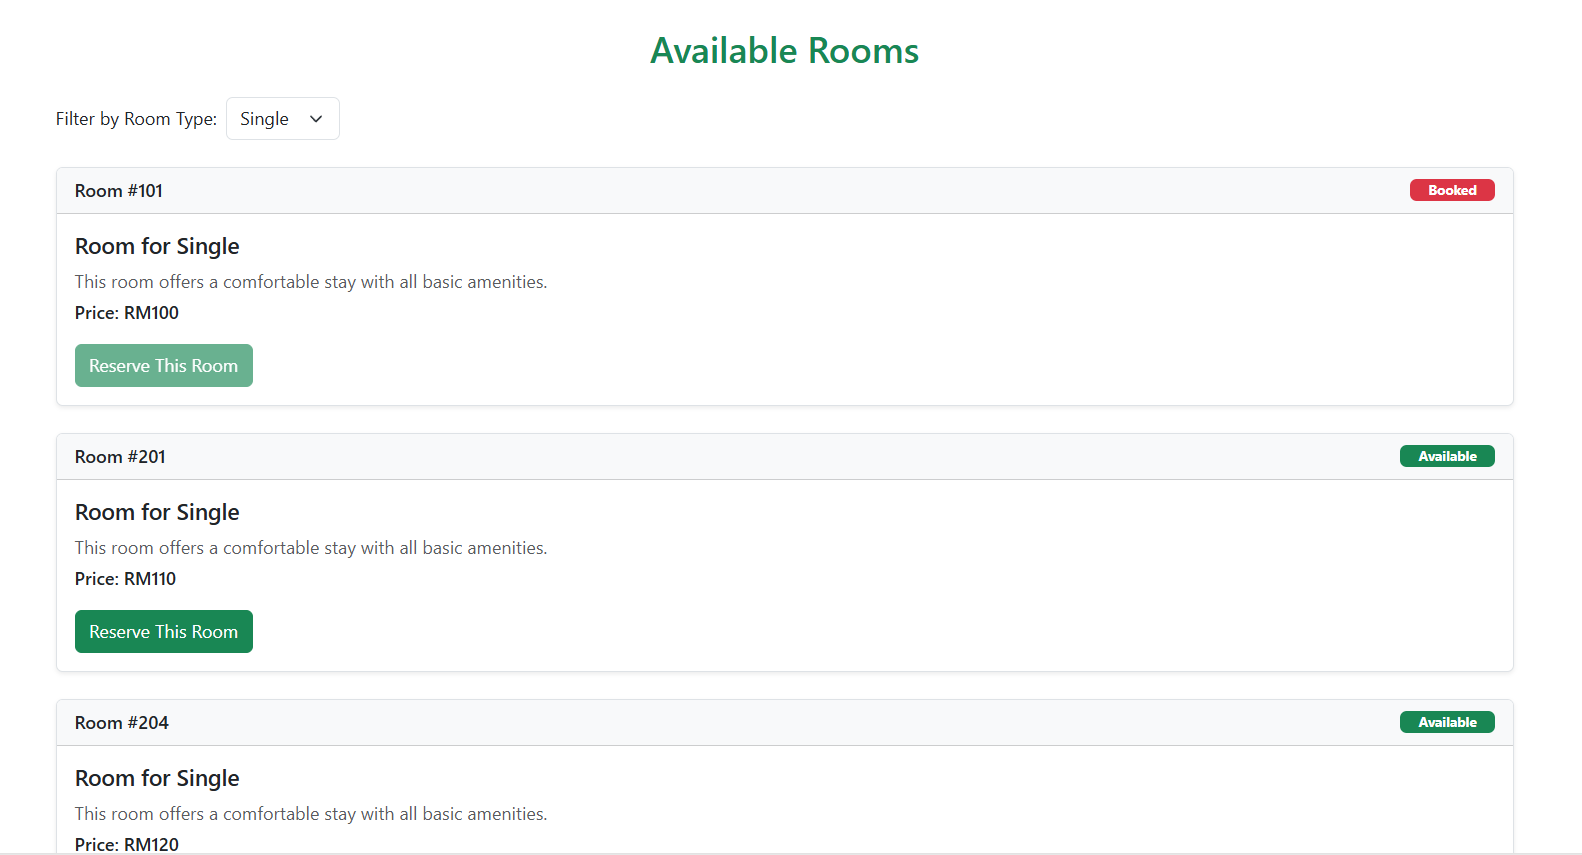 Available Rooms
Filter by Room Type: Single
Room #101 Booked
Room for Single
This room offers a comfortable stay with all basic amenities.
Price: RM100
Reserve This Room
Room #201 Available
Room for Single
This room offers a comfortable stay with all basic amenities.
Price: RM110
Reserve This Room
Room #204 Available
Room for Single
This room offers a comfortable stay with all basic amenities.
Price: RM120